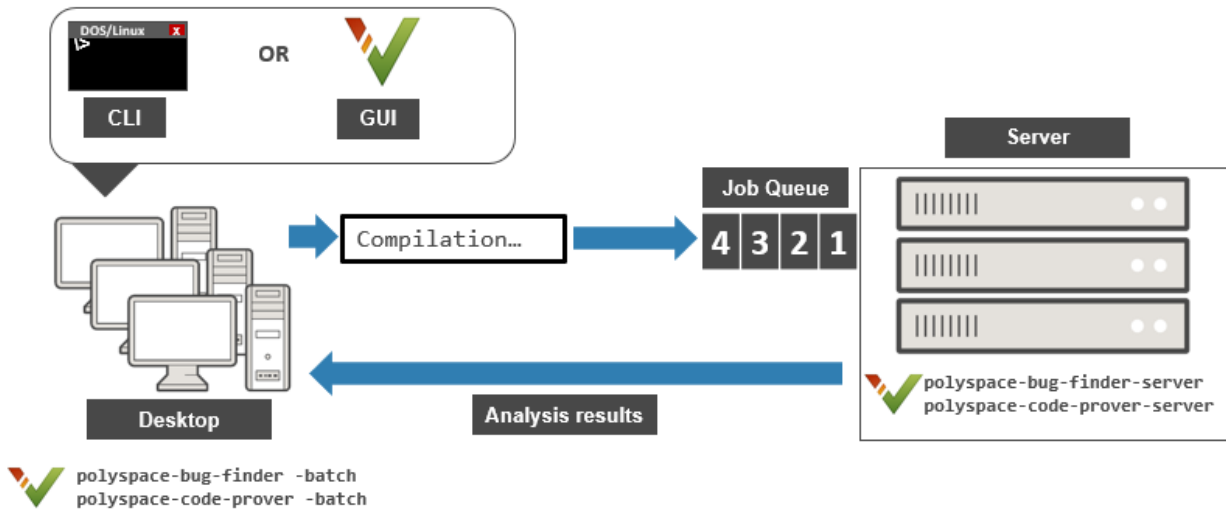 DOS/Linux X
\>
OR
CLI
GUI
Server
Job Queue
4 3 2 1
Compilation…
polyspace-bug-finder-server
polyspace-code-prover-server
Desktop
Analysis results
polyspace-bug-finder -batch
polyspace-code-prover -batch